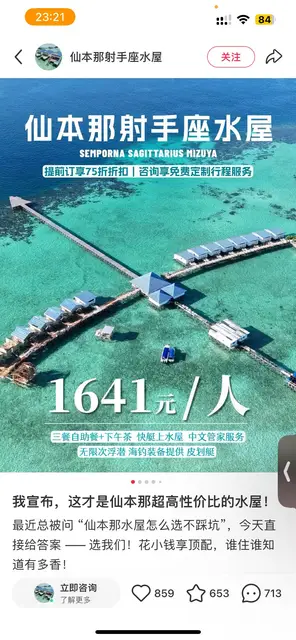 23:21
84
仙本那射手座水屋
关注
仙本那射手座水屋
SEMPORNA SAGITTARIUS MIZUYA
提前订享75折折扣｜咨询享免费定制行程服务
1641元/人
三餐自助餐+下午茶 快艇上水屋 中文管家服务
无限次浮潜 海钓装备提供 皮划艇
我宣布，这才是仙本那超高性价比的水屋！
最近总被问“仙本那水屋怎么选不踩坑”，今天
直接给答案 —— 选我们！花小钱享顶配，谁住谁知
道有多香！
立即咨询
了解更多
859
653
713